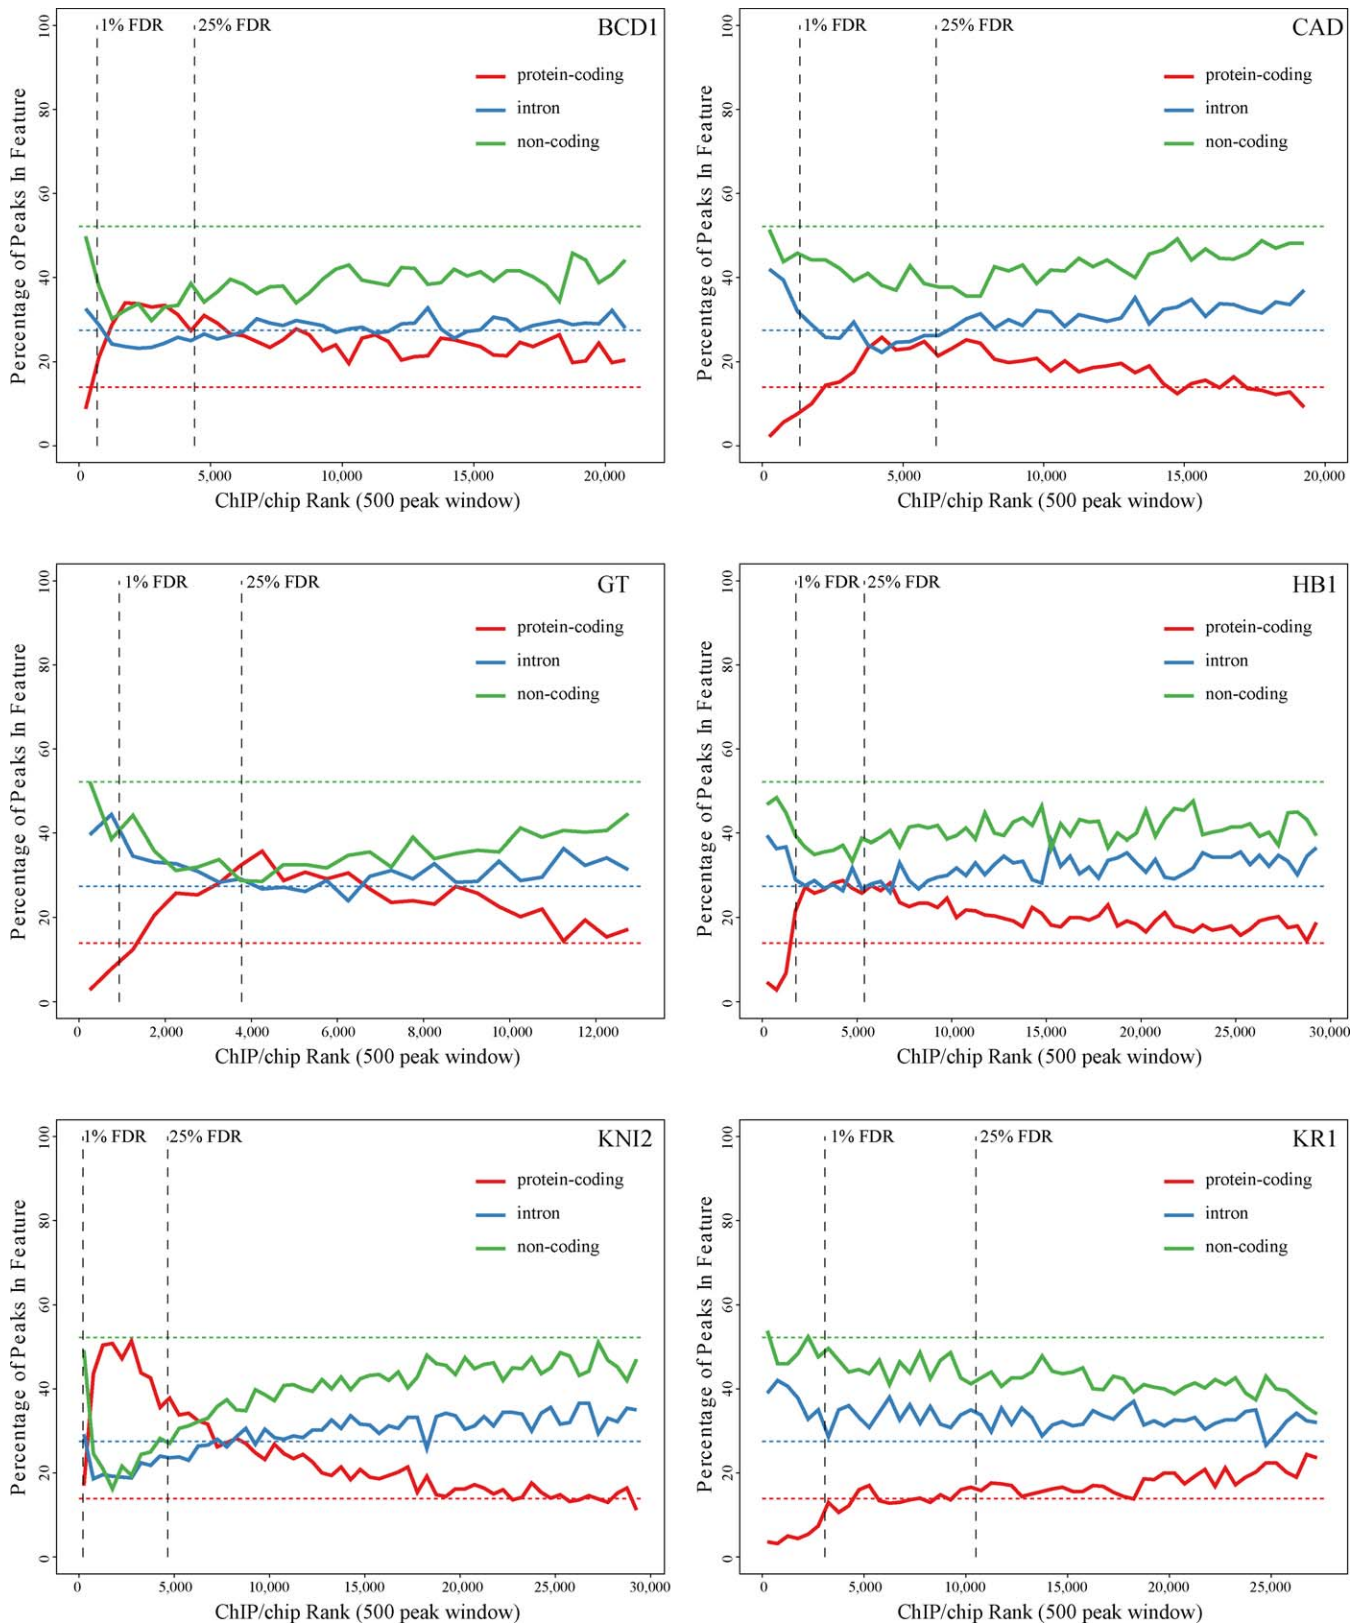 BCD1
1% FDR
25% FDR
protein-coding
intron
non-coding
Percentage of Peaks In Feature
0
20
40
60
80
100
0
5,000
10,000
15,000
20,000
ChIP/chip Rank (500 peak window)
CAD
1% FDR
25% FDR
protein-coding
intron
non-coding
Percentage of Peaks In Feature
0
20
40
60
80
100
0
5,000
10,000
15,000
20,000
ChIP/chip Rank (500 peak window)
GT
1% FDR
25% FDR
protein-coding
intron
non-coding
Percentage of Peaks In Feature
0
20
40
60
80
100
0
2,000
4,000
6,000
8,000
10,000
12,000
ChIP/chip Rank (500 peak window)
HB1
1% FDR
25% FDR
protein-coding
intron
non-coding
Percentage of Peaks In Feature
0
20
40
60
80
100
0
5,000
10,000
15,000
20,000
25,000
30,000
ChIP/chip Rank (500 peak window)
KNI2
1% FDR
25% FDR
protein-coding
intron
non-coding
Percentage of Peaks In Feature
0
20
40
60
80
100
0
5,000
10,000
15,000
20,000
25,000
30,000
ChIP/chip Rank (500 peak window)
KR1
1% FDR
25% FDR
protein-coding
intron
non-coding
Percentage of Peaks In Feature
0
20
40
60
80
100
0
5,000
10,000
15,000
20,000
25,000
ChIP/chip Rank (500 peak window)